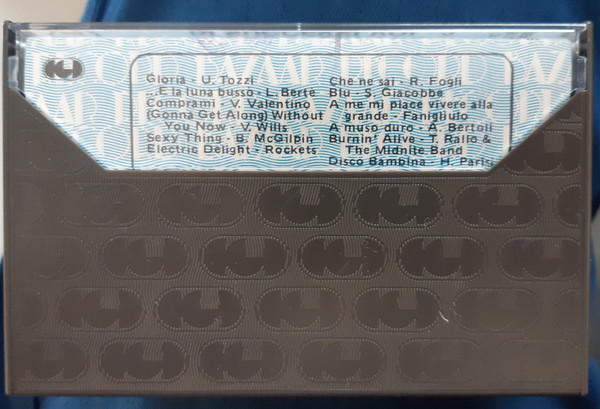 Gloria - U. Tozzi
...E la luna bussò - L. Bertè
Comprami - V. Valentino
(Gonna Get Along) Without
You Now - V. Wills
Sexy Thing - B. McGilpin
Electric Delight - Rockets
Che ne sai - R. Fogli
Blu - S. Giacobbe
A me mi piace vivere alla
grande - Fanigliulo
A muso duro - A. Bertoli
Burnin' Alive - T. Rallo &
The Midnite Band
Disco Bambina - H. Parisi